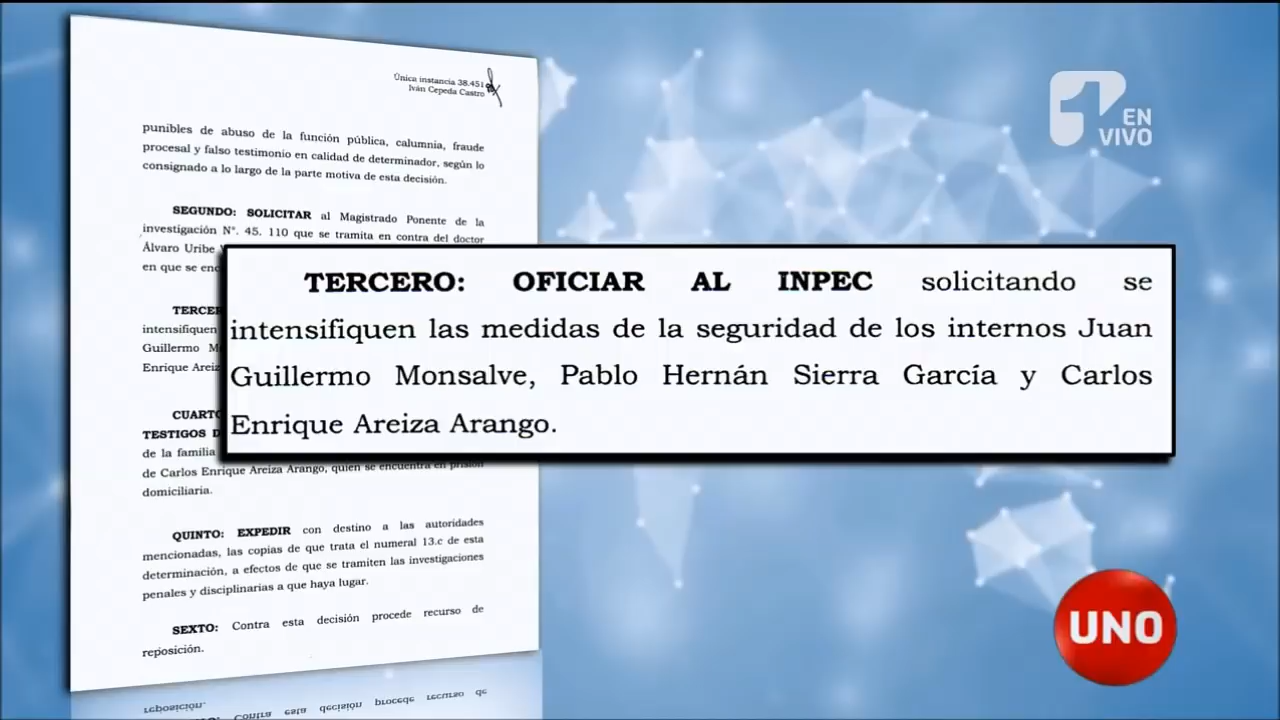 Única instancia 38.451
Iván Cepeda Castro
punibles de abuso de la función pública, calumnia, fraude
procesal y falso testimonio en calidad de determinador, según lo
consignado a lo largo de la parte motiva de esta decisión.
SEGUNDO: SOLICITAR al Magistrado Ponente de la
investigación N°. 45. 110 que se tramita en contra del doctor
Álvaro Uribe
en que se
TERCERO: OFICIAR AL INPEC solicitando se
intensifiquen las medidas de la seguridad de los internos Juan
Guillermo Monsalve, Pablo Hernán Sierra García y Carlos
Enrique Areiza Arango.
intensifiquen
Guillermo
Enrique
TESTIGOS
de la familia
de Carlos Enrique Areiza Arango, quien se encuentra en prisión
domiciliaria.
QUINTO: EXPEDIR con destino a las autoridades
mencionadas, las copias de que trata el numeral 13.c de esta
determinación, a efectos de que se tramiten las investigaciones
penales y disciplinarias a que haya lugar.
SEXTO: Contra esta decisión procede recurso de
reposición.
1 EN
VIVO
UNO